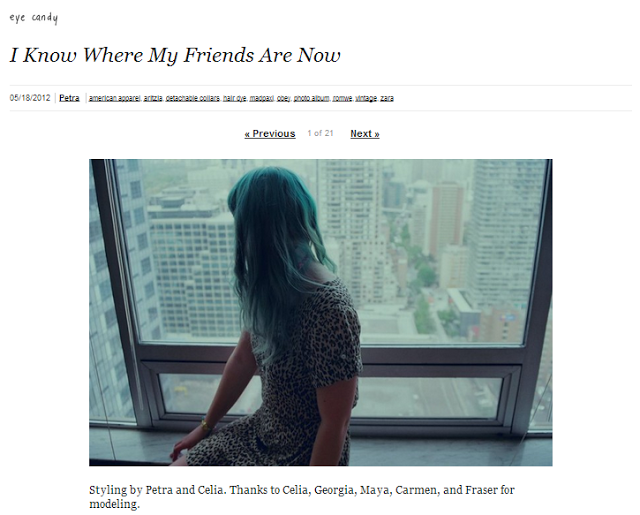 eye candy
I Know Where My Friends Are Now
05/18/2012 Petra american apparel, aritzia, detachable collars, hair dye, madpaxi, obey, photo album, romwe, vintage, zara
« Previous 1 of 21 Next »
Styling by Petra and Celia. Thanks to Celia, Georgia, Maya, Carmen, and Fraser for
modeling.